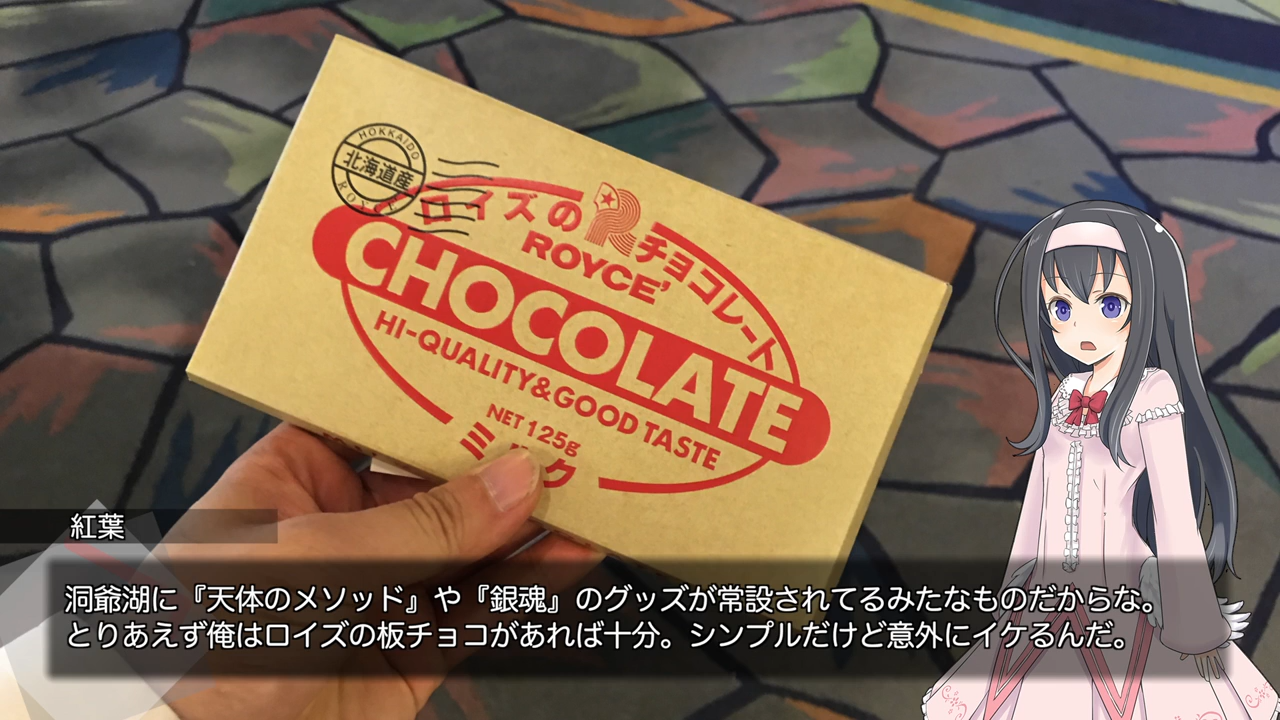 HOKKAIDO
北海道産
ロイズの
チョコレート
ROYCE'
CHOCOLATE
HI-QUALITY&GOOD TASTE
NET 125g
紅葉
洞爺湖に『天体のメソッド』や『銀魂』のグッズが常設されてるみたなものだからな。
とりあえず俺はロイズの板チョコがあれば十分。シンプルだけど意外にイケるんだ。